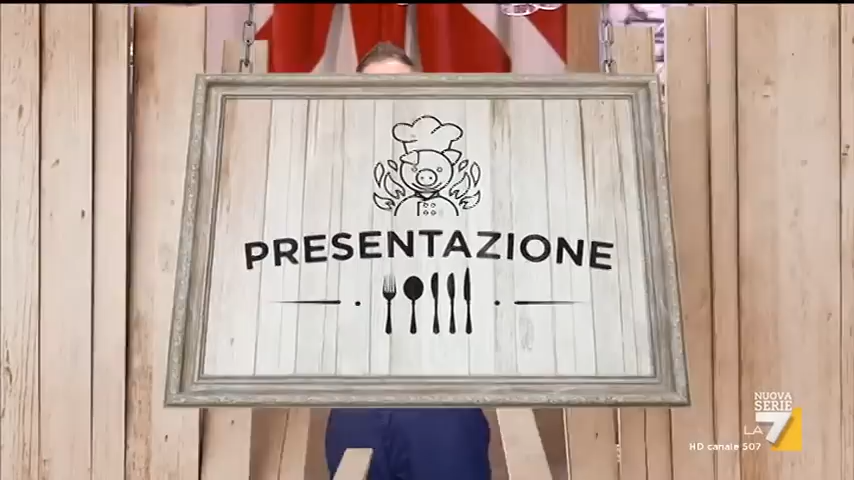 PRESENTAZIONE
NUOVA
SERIE
LA7
HD canale 507